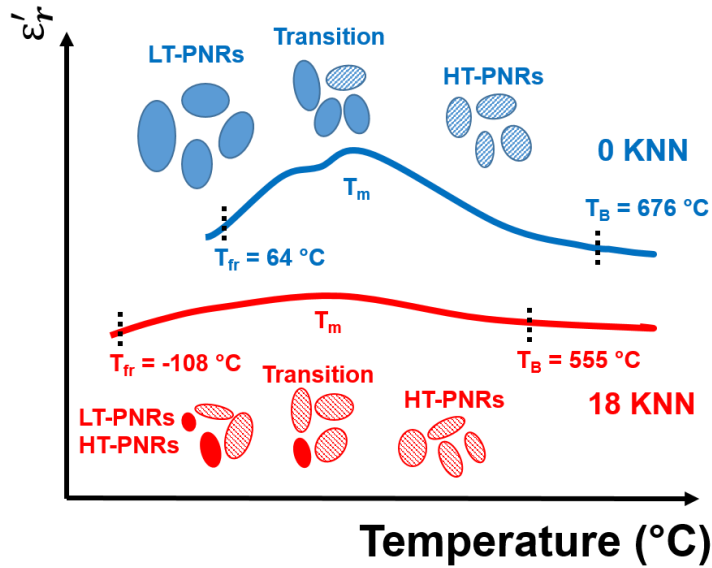 ε′r
LT-PNRs
Transition
HT-PNRs
0 KNN
Tm
TB = 676 °C
Tfr = 64 °C
Tm
Tfr = -108 °C
TB = 555 °C
Transition
HT-PNRs
18 KNN
LT-PNRs
HT-PNRs
Temperature (°C)